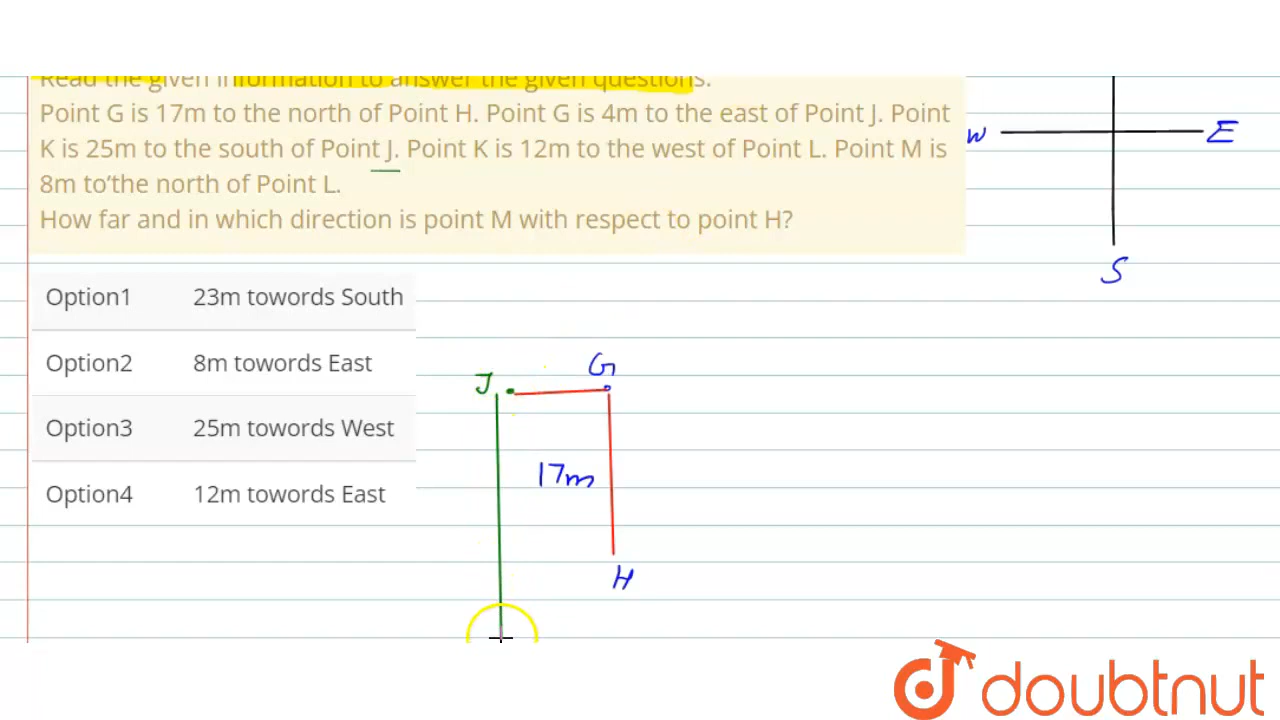 Read the given information to answer the given questions.
Point G is 17m to the north of Point H. Point G is 4m to the east of Point J. Point
K is 25m to the south of Point J. Point K is 12m to the west of Point L. Point M is
8m to’the north of Point L.
How far and in which direction is point M with respect to point H?
W E
S
Option1 23m towords South
Option2 8m towords East
Option3 25m towords West
Option4 12m towords East
J G
17m
H
doubtnut